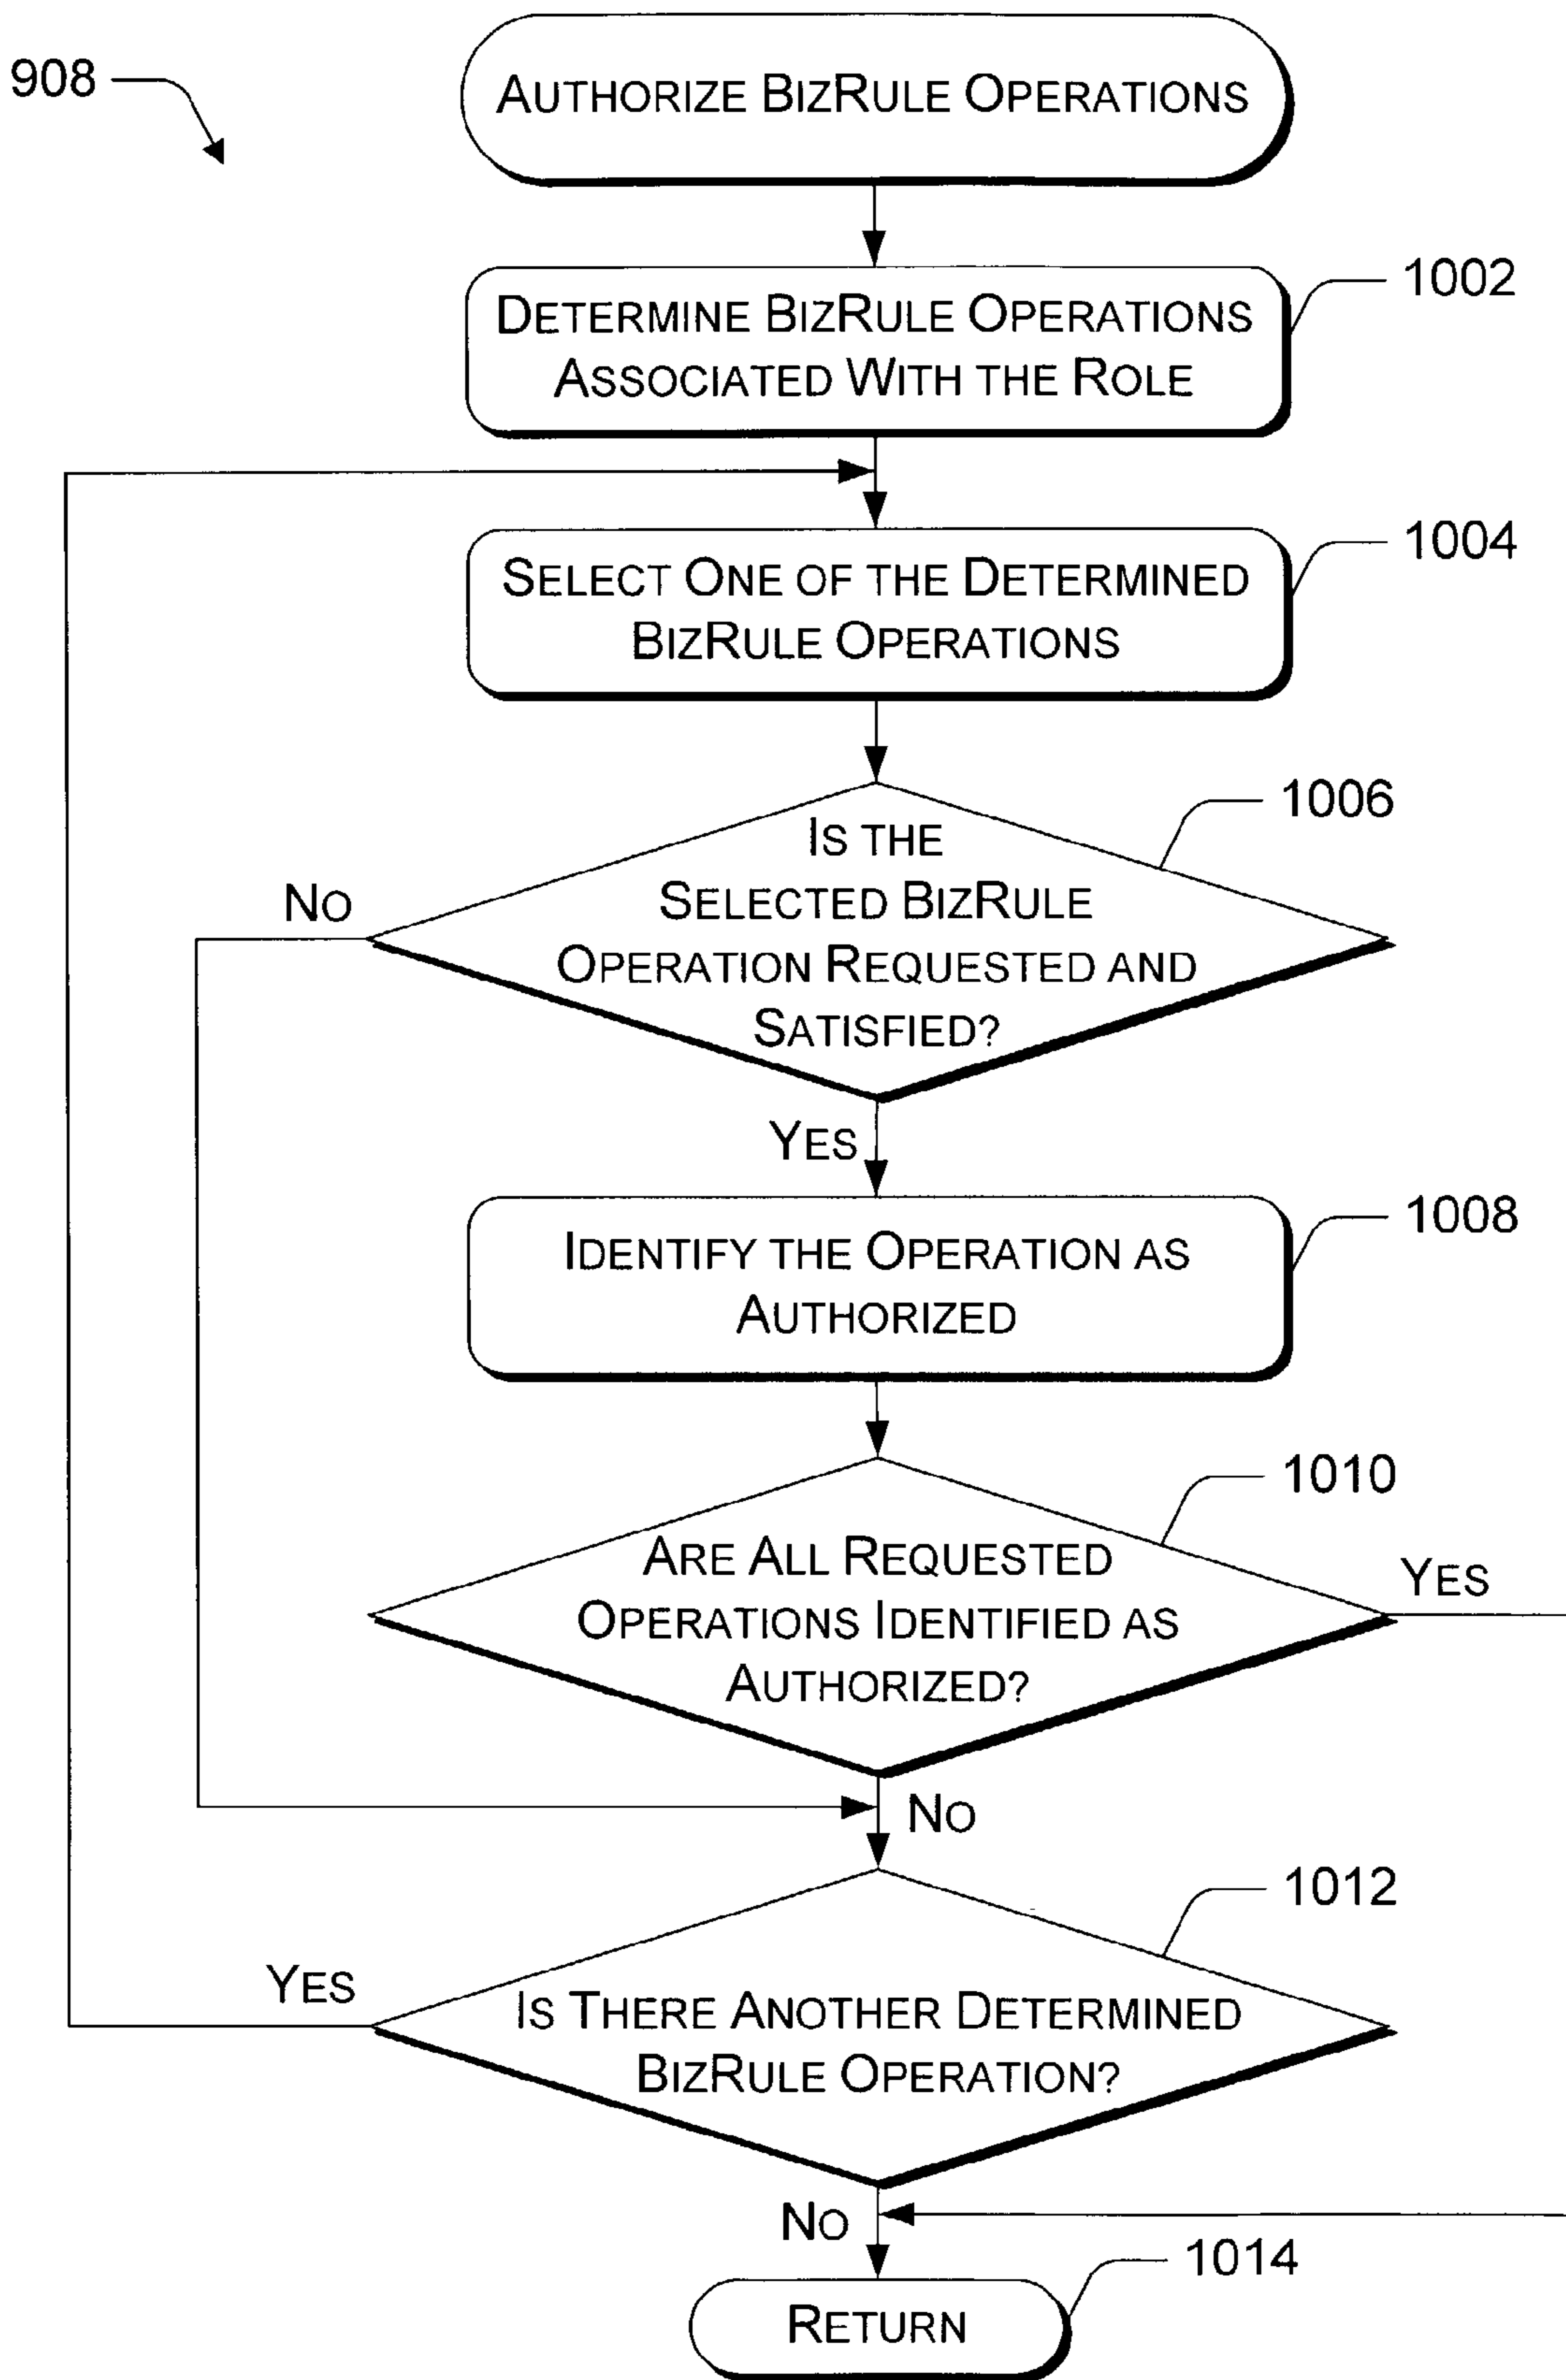 908
AUTHORIZE BIZRULE OPERATIONS
1002
DETERMINE BIZRULE OPERATIONS
ASSOCIATED WITH THE ROLE
1004
SELECT ONE OF THE DETERMINED
BIZRULE OPERATIONS
1006
IS THE
SELECTED BIZRULE
OPERATION REQUESTED AND
SATISFIED?
NO
YES
1008
IDENTIFY THE OPERATION AS
AUTHORIZED
1010
ARE ALL REQUESTED
OPERATIONS IDENTIFIED AS
AUTHORIZED?
YES
NO
1012
IS THERE ANOTHER DETERMINED
BIZRULE OPERATION?
YES
NO
1014
RETURN